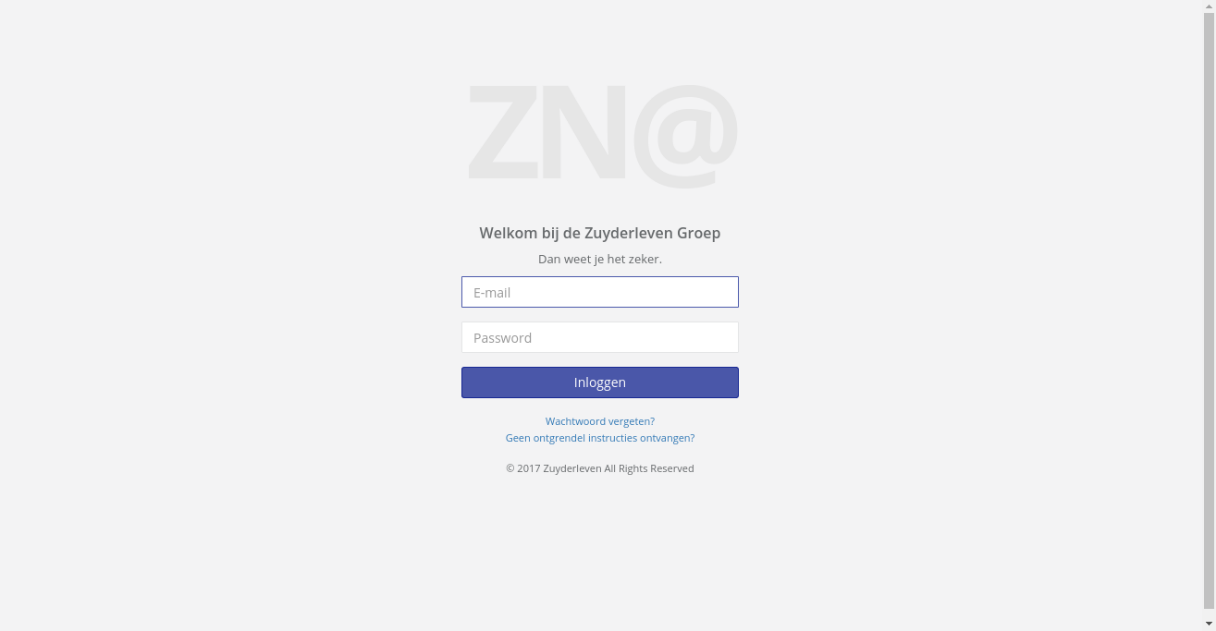 ZN@
Welkom bij de Zuyderleven Groep
Dan weet je het zeker.
E-mail
Password
Inloggen
Wachtwoord vergeten?
Geen ontgrendel instructies ontvangen?
© 2017 Zuyderleven All Rights Reserved